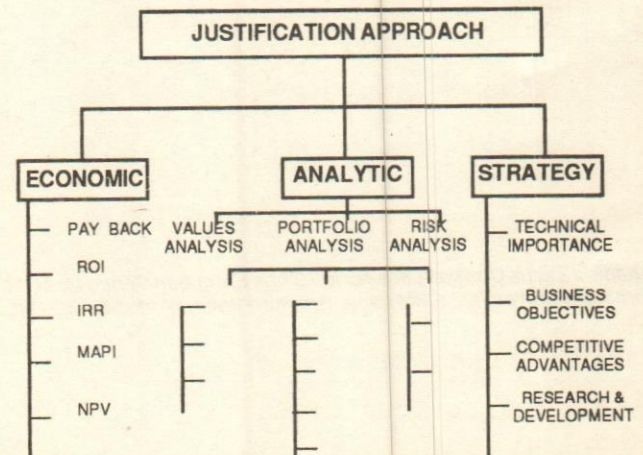 JUSTIFICATION APPROACH
ECONOMIC
ANALYTIC
STRATEGY
PAY BACK
ROI
IRR
MAPI
NPV
VALUES
ANALYSIS
PORTFOLIO
ANALYSIS
RISK
ANALYSIS
TECHNICAL
IMPORTANCE
BUSINESS
OBJECTIVES
COMPETITIVE
ADVANTAGES
RESEARCH &
DEVELOPMENT